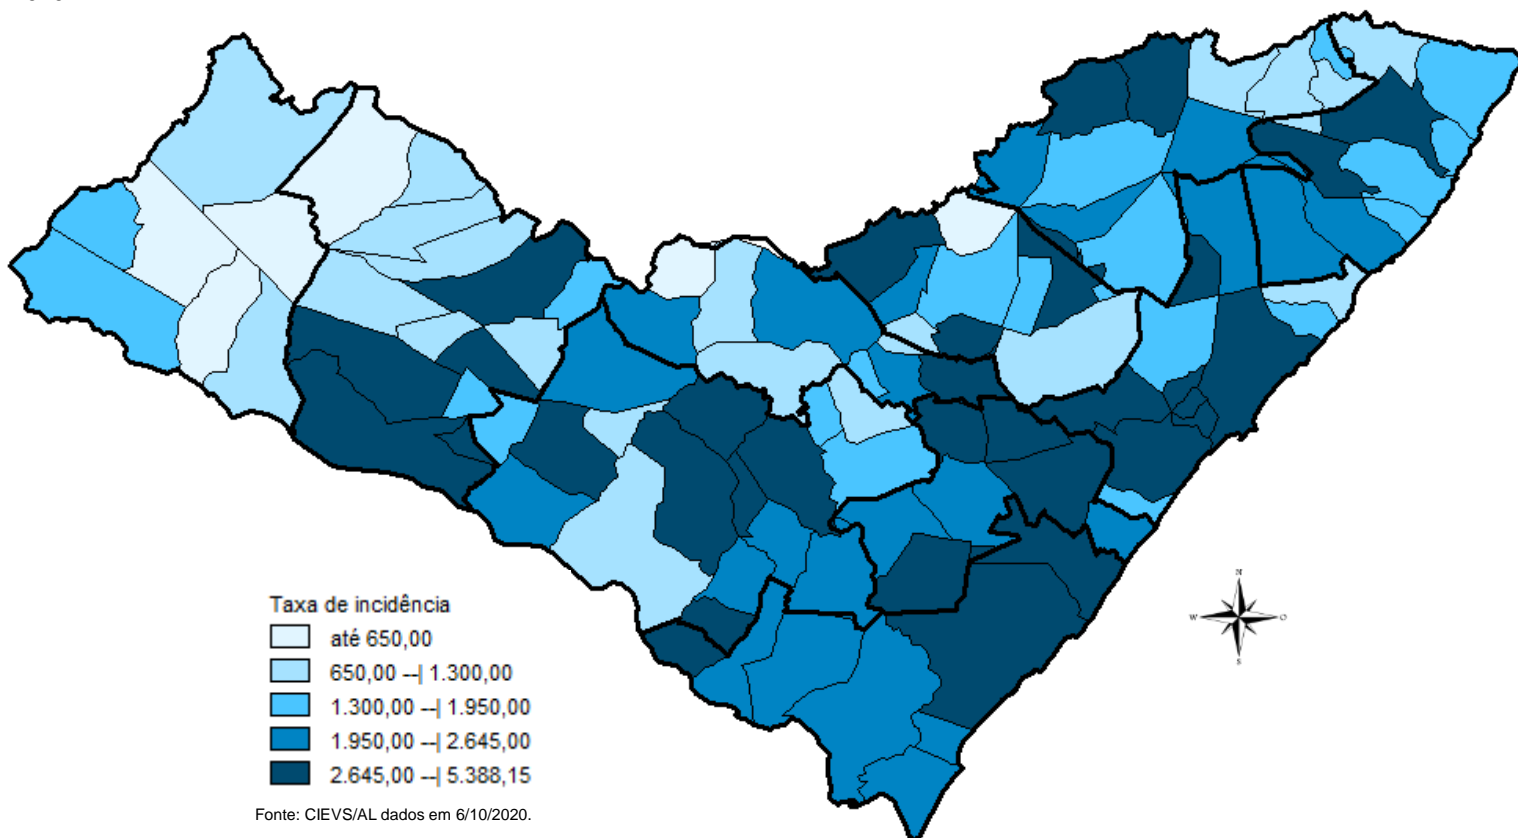 Taxa de incidência
até 650,00
650,00 --| 1.300,00
1.300,00 --| 1.950,00
1.950,00 --| 2.645,00
2.645,00 --| 5.388,15
Fonte: CIEVS/AL dados em 6/10/2020.
N
W
O
S